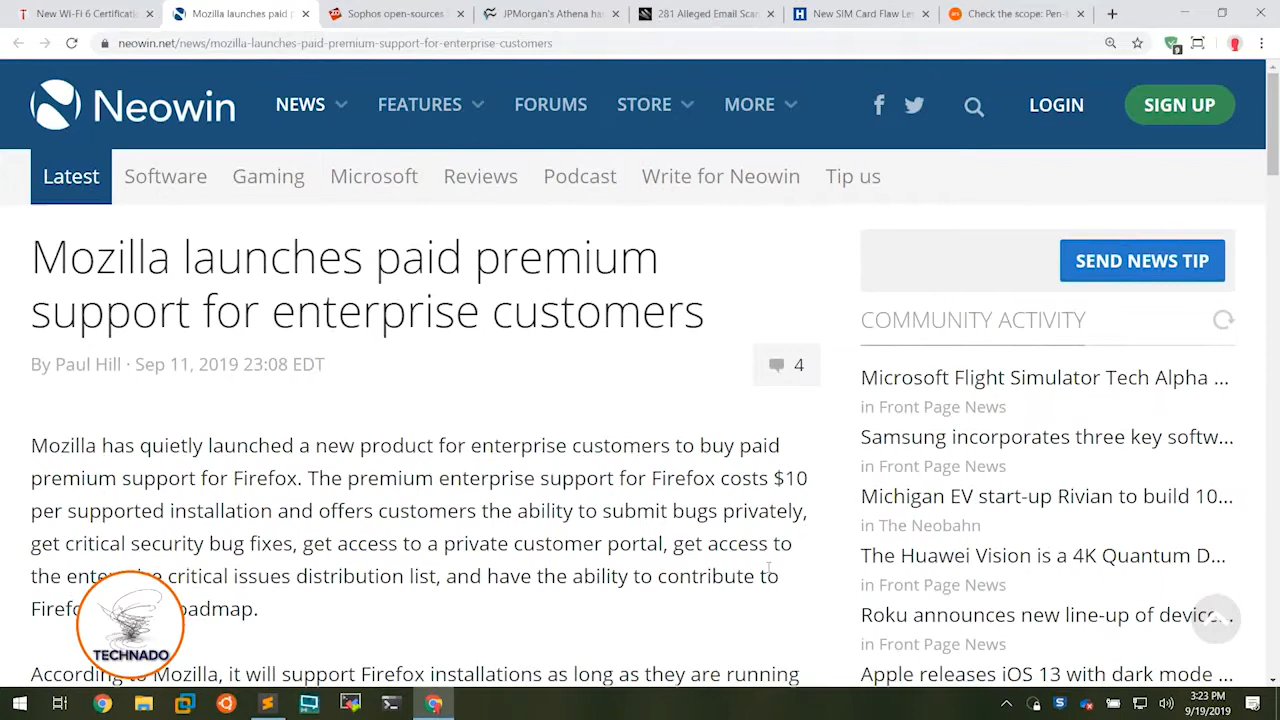 New Wi-Fi 6 Certificati
Mozilla launches paid p
Sophos open-sources
JPMorgan's Athena ha
281 Alleged Email Scam
New SIM Card Flaw Le
Check the scope: Pen-t
neowin.net/news/mozilla-launches-paid-premium-support-for-enterprise-customers
Neowin
NEWS FEATURES FORUMS STORE MORE LOGIN SIGN UP
Latest Software Gaming Microsoft Reviews Podcast Write for Neowin Tip us
Mozilla launches paid premium
support for enterprise customers
By Paul Hill · Sep 11, 2019 23:08 EDT
4
Mozilla has quietly launched a new product for enterprise customers to buy paid
premium support for Firefox. The premium enterprise support for Firefox costs $10
per supported installation and offers customers the ability to submit bugs privately,
get critical security bug fixes, get access to a private customer portal, get access to
the critical issues distribution list, and have the ability to contribute to
roadmap.
According to Mozilla, it will support Firefox installations as long as they are running
TECHNADO
SEND NEWS TIP
COMMUNITY ACTIVITY
Microsoft Flight Simulator Tech Alpha ...
in Front Page News
Samsung incorporates three key softw...
in Front Page News
Michigan EV start-up Rivian to build 10...
in The Neobahn
The Huawei Vision is a 4K Quantum D...
in Front Page News
Roku announces new line-up of device...
in Front Page News
Apple releases iOS 13 with dark mode ...
3:23 PM
9/19/2019